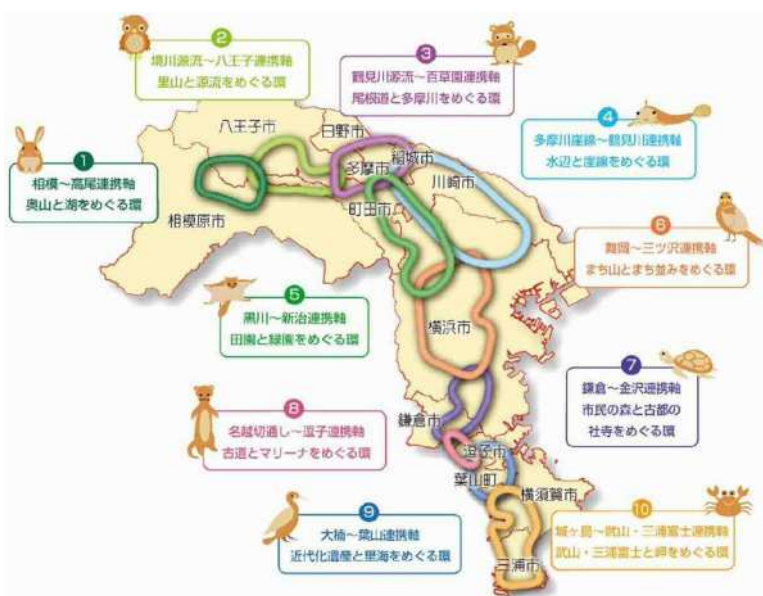 2
境川源流～八王子連携軸
里山と源流をめぐる環
3
鶴見川源流～百草園連携軸
尾根道と多摩川をめぐる環
4
多摩川崖線～鶴見川連携軸
水辺と崖線をめぐる環
1
相模～高尾連携軸
奥山と湖をめぐる環
八王子市
日野市
稲城市
多摩市
川崎市
町田市
相模原市
6
舞岡～三ツ沢連携軸
まち山とまち並みをめぐる環
5
黒川～新治連携軸
田園と緑園をめぐる環
横浜市
7
鎌倉～金沢連携軸
市民の森と古都の
社寺をめぐる環
8
名越切通し～逗子連携軸
古道とマリーナをめぐる環
鎌倉市
逗子市
葉山町
横須賀市
9
大楠～葉山連携軸
近代化遺産と里海をめぐる環
10
城ヶ島～武山・三浦富士連携軸
武山・三浦富士と岬をめぐる環
三浦市